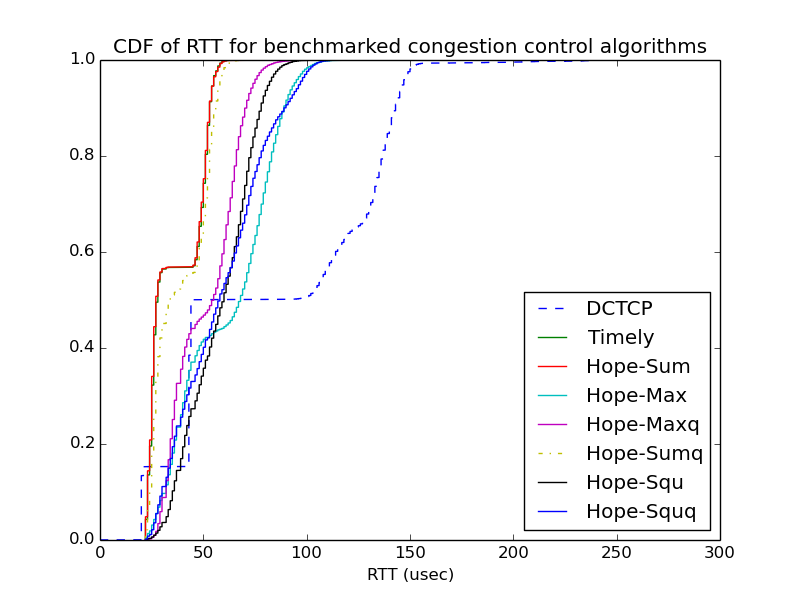 CDF of RTT for benchmarked congestion control algorithms
1.0
0.8
0.6
0.4
0.2
0.0
0 50 100 150 200 250 300
RTT (usec)
DCTCP
Timely
Hope-Sum
Hope-Max
Hope-Maxq
Hope-Sumq
Hope-Squ
Hope-Squq